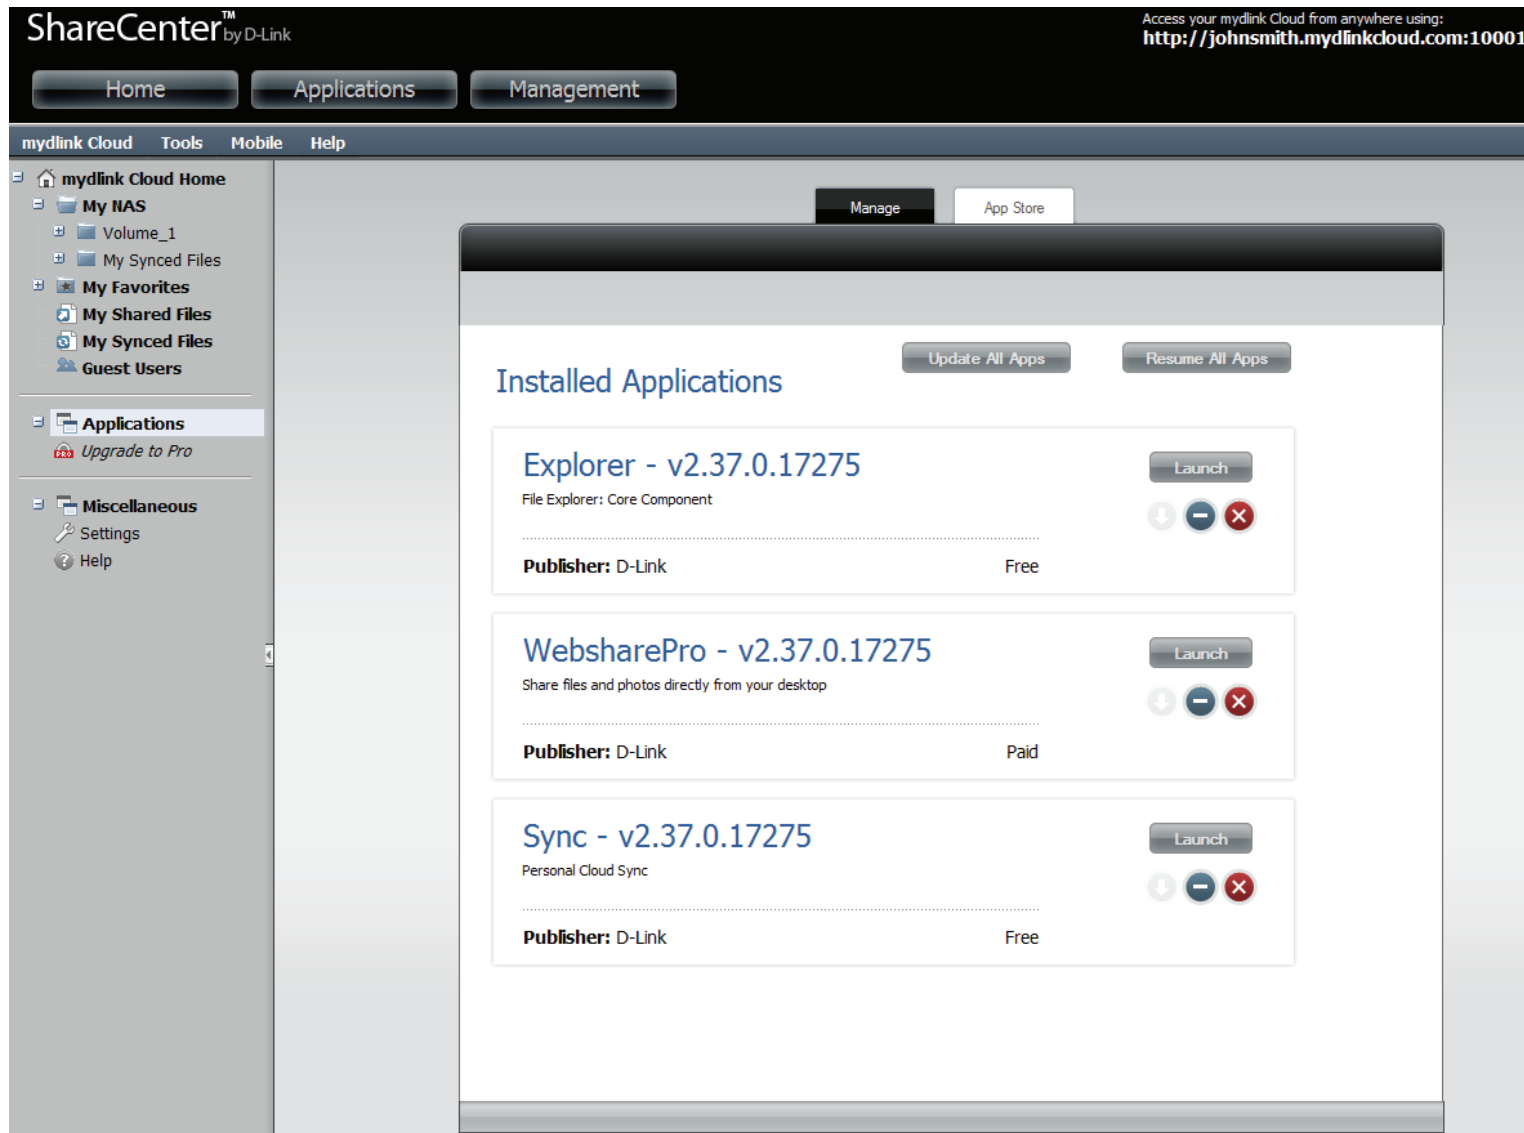 ShareCenter™ by D-Link
Access your mydlink Cloud from anywhere using:
http://johnsmith.mydlinkcloud.com:10001
Home Applications Management
mydlink Cloud Tools Mobile Help
mydlink Cloud Home
My NAS
Volume_1
My Synced Files
My Favorites
My Shared Files
My Synced Files
Guest Users
Applications
PRO Upgrade to Pro
Miscellaneous
Settings
? Help
Manage App Store
Update All Apps Resume All Apps
Installed Applications
Explorer - v2.37.0.17275
Launch
File Explorer: Core Component
Publisher: D-Link Free
WebsharePro - v2.37.0.17275
Launch
Share files and photos directly from your desktop
Publisher: D-Link Paid
Sync - v2.37.0.17275
Launch
Personal Cloud Sync
Publisher: D-Link Free